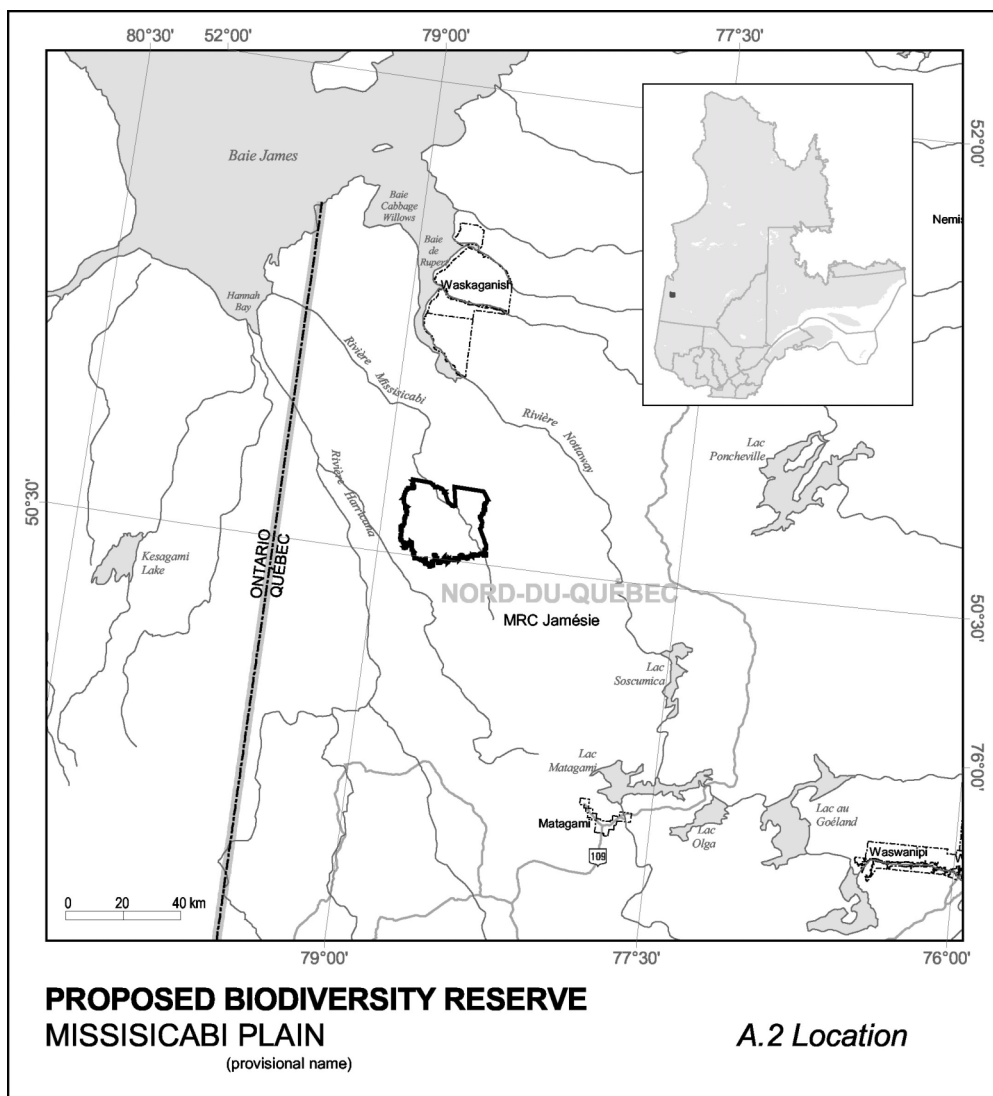 80°30' 52°00' 79°00' 77°30'
52°00'
Baie James
Baie
Cabbage
Willows
Nemis
Baie
de
Rupert
Waskaganish
Hannah
Bay
Rivière Missisicabi
Rivière Nottaway
Lac
Poncheville
Rivière Harricana
50°30'
Kesagami
Lake
ONTARIO
QUEBEC
NORD-DU-QUÉBEC
MRC Jamésie
50°30'
Lac
Soscumica
Lac
Matagami
76°00'
Lac au
Goéland
Matagami
Lac
Olga
109
Waswanipi
W
0 20 40 km
79°00' 77°30' 76°00'
PROPOSED BIODIVERSITY RESERVE
MISSISICABI PLAIN
A.2 Location
(provisional name)